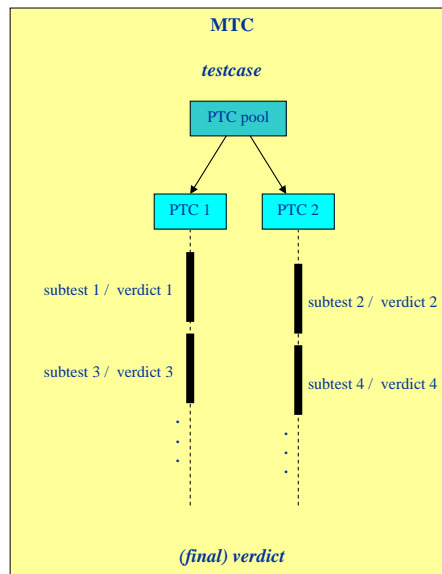 MTC
testcase
PTC pool
PTC 1
PTC 2
subtest 1 / verdict 1
subtest 2 / verdict 2
subtest 3 / verdict 3
subtest 4 / verdict 4
(final) verdict